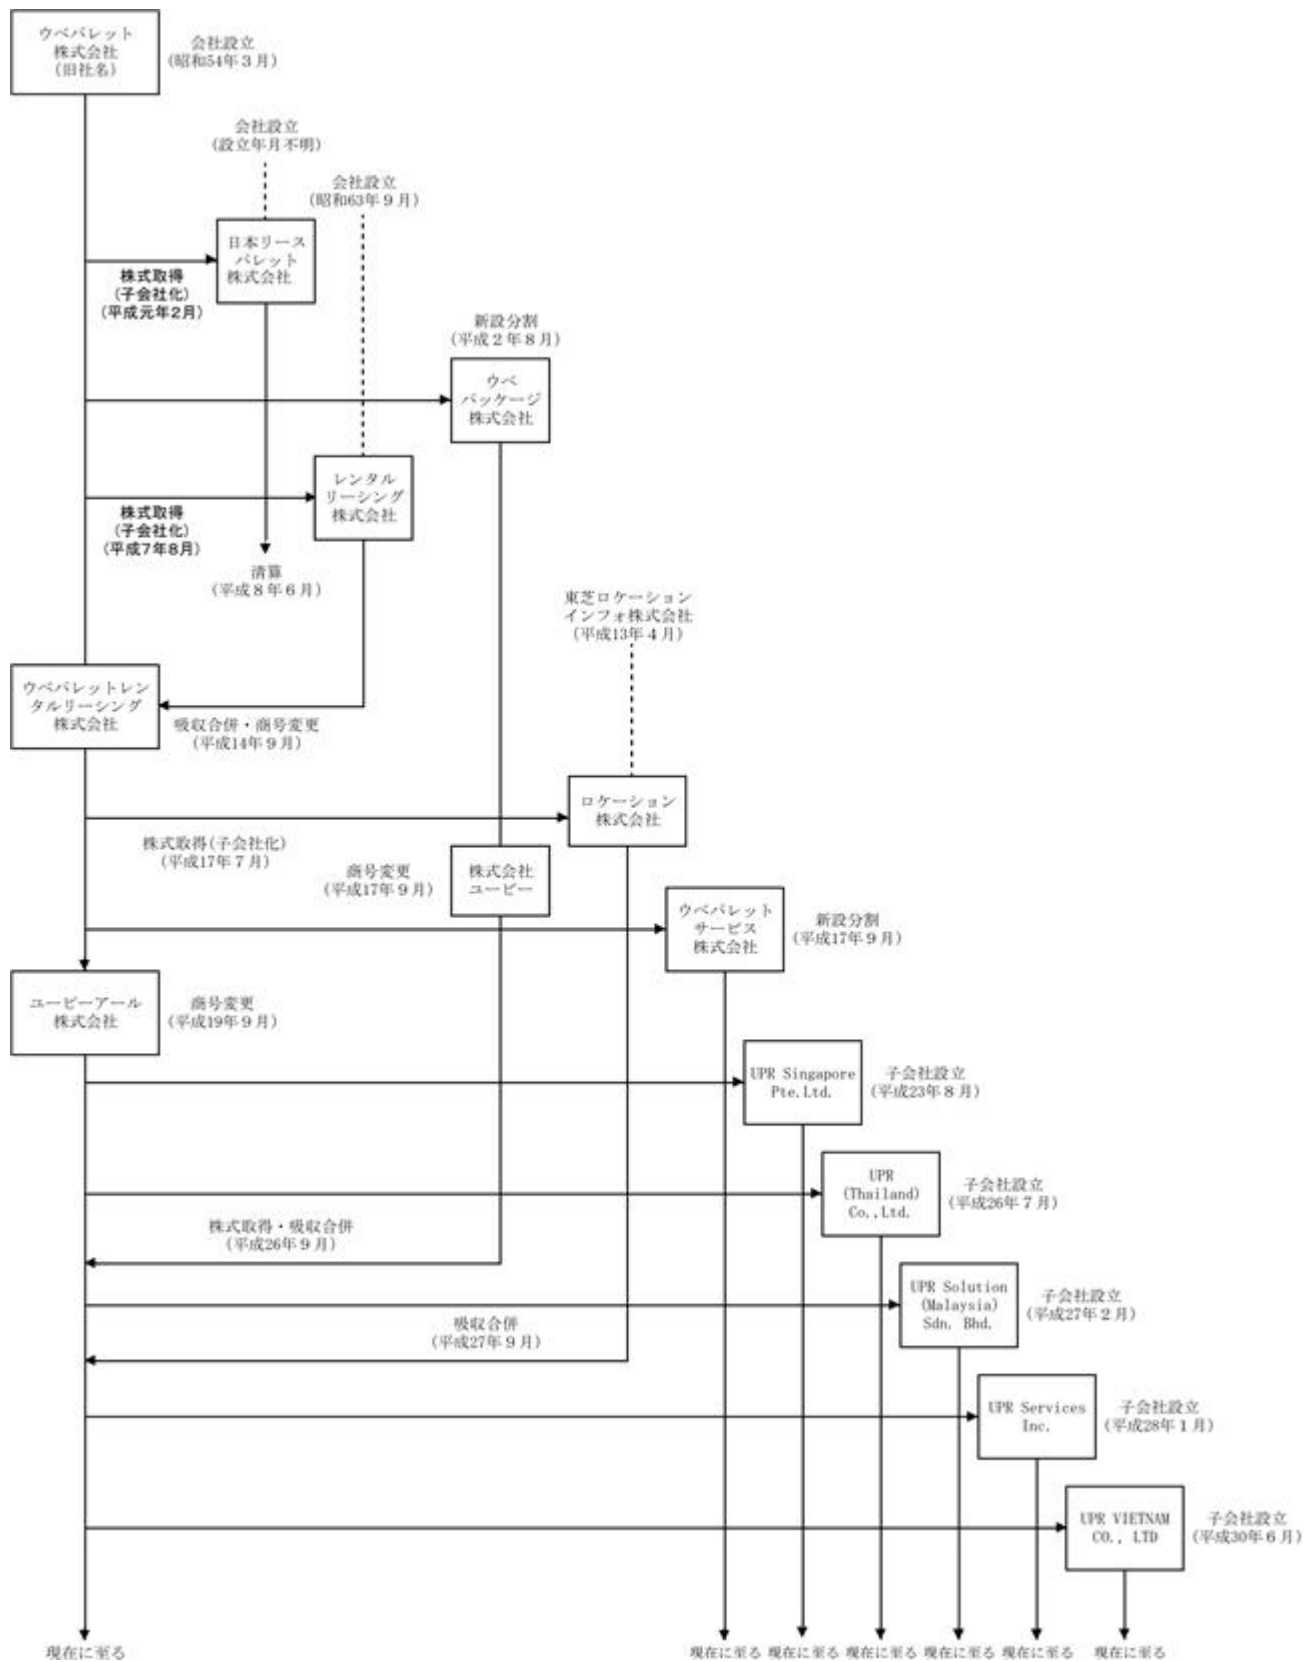 ウベパレット
株式会社
(旧社名)
会社設立
(昭和54年3月)
会社設立
(設立年月不明)
会社設立
(昭和63年9月)
日本リース
パレット
株式会社
株式取得
(子会社化)
(平成元年2月)
新設分割
(平成2年8月)
ウベ
パッケージ
株式会社
レンタル
リーシング
株式会社
株式取得
(子会社化)
(平成7年8月)
清算
(平成8年6月)
東芝ロケーション
インフォ株式会社
(平成13年4月)
ウベパレットレン
タルリーシング
株式会社
吸収合併・商号変更
(平成14年9月)
ロケーション
株式会社
株式取得(子会社化)
(平成17年7月)
商号変更
(平成17年9月)
株式会社
ユーピー
ウベパレット
サービス
株式会社
新設分割
(平成17年9月)
ユーピーアール
株式会社
商号変更
(平成19年9月)
UPR Singapore
Pte.Ltd.
子会社設立
(平成23年8月)
UPR
(Thailand)
Co.,Ltd.
子会社設立
(平成26年7月)
株式取得・吸収合併
(平成26年9月)
UPR Solution
(Malaysia)
Sdn. Bhd.
子会社設立
(平成27年2月)
吸収合併
(平成27年9月)
UPR Services
Inc.
子会社設立
(平成28年1月)
UPR VIETNAM
CO., LTD
子会社設立
(平成30年6月)
現在に至る
現在に至る
現在に至る
現在に至る
現在に至る
現在に至る
現在に至る